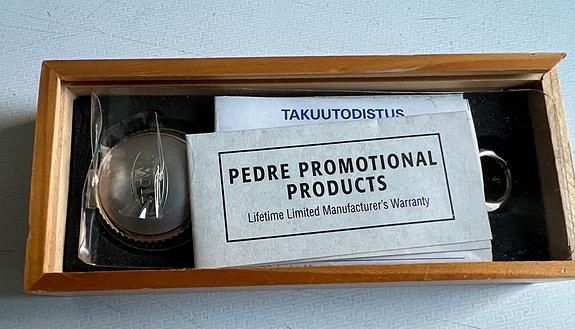 TAKUUTODISTUS
PEDRE PROMOTIONAL
PRODUCTS
Lifetime Limited Manufacturer's Warranty